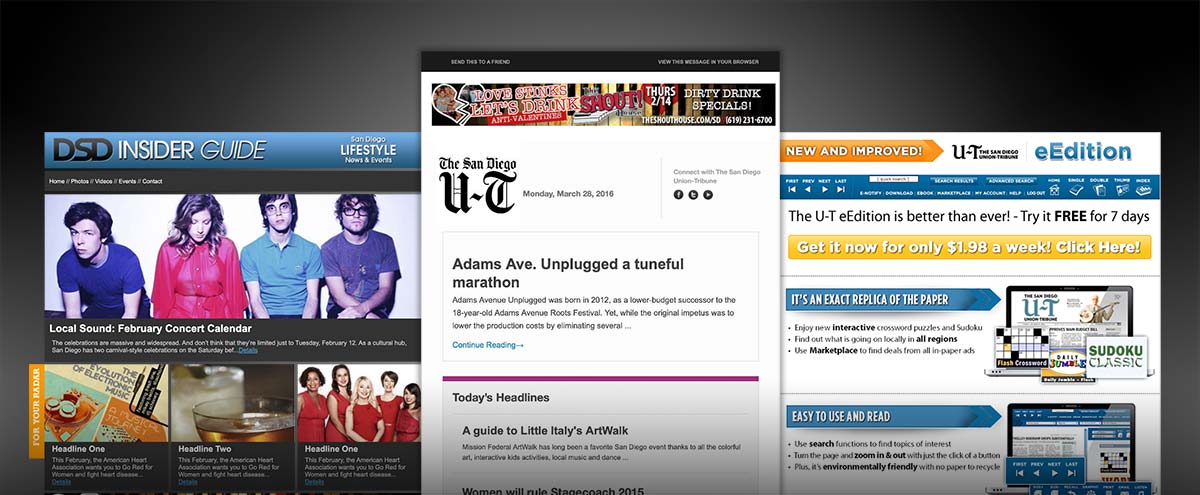 DSD INSIDER GUIDE
San Diego
LIFESTYLE
News & Events
Home // Photos // Videos // Events // Contact
Local Sound: February Concert Calendar
The celebrations are massive and widespread. And don't think that they're limited just to Tuesday, February 12. As a cultural hub,
San Diego has two carnival-style celebrations on the Saturday bef...Details
FOR YOUR RADAR
THE EVOLUTION
OF ELECTRONIC
MUSIC
Headline One
This February, the American Heart
Association wants you to Go Red for
Women and fight heart disease...
Details
Headline Two
This February, the American Heart
Association wants you to Go Red for
Women and fight heart disease...
Details
Headline One
This February, the American Heart
Association wants you to Go Red for
Women and fight heart disease...
Details
SEND THIS TO A FRIEND
VIEW THIS MESSAGE IN YOUR BROWSER
LOVE STINKS
LET'S DRINK
ANTI-VALENTINES
THE
SHOUT!
HOUSE
THURS
2/14
DIRTY DRINK
SPECIALS!
THESHOUTHOUSE.COM/SD (619) 231-6700
The San Diego
U-T
Monday, March 28, 2016
Connect with The San Diego
Union-Tribune
Adams Ave. Unplugged a tuneful
marathon
Adams Avenue Unplugged was born in 2012, as a lower-budget successor to the
18-year-old Adams Avenue Roots Festival. Yet, while the original impetus was to
lower the production costs by eliminating several ...
Continue Reading→
Today's Headlines
A guide to Little Italy's ArtWalk
Mission Federal ArtWalk has long been a favorite San Diego event thanks to all the colorful
art, interactive kids activities, local music and dance ...
Women will rule Stagecoach 2015
NEW AND IMPROVED!
U-T THE SAN DIEGO
UNION-TRIBUNE
eEdition
FIRST PREV NEXT LAST
quick search
SEARCH RESULTS
ADVANCED SEARCH
HOME SINGLE DOUBLE THUMB INDEX
E-NOTIFY | DOWNLOAD | EBOOK | MARKETPLACE | MY ACCOUNT | HELP | LOG OUT
The U-T eEdition is better than ever! - Try it FREE for 7 days
Get it now for only $1.98 a week! Click Here!
IT'S AN EXACT REPLICA OF THE PAPER
• Enjoy new interactive crossword puzzles and Sudoku
• Find out what is going on locally in all regions
• Use Marketplace to find deals from all in-paper ads
THE SAN DIEGO
UNION-TRIBUNE
Flash Crossword
DAILY
JUMBLE
Daily Jumble - Flash
SUDOKU
CLASSIC
EASY TO USE AND READ
• Use search functions to find topics of interest
• Turn the page and zoom in & out with just the click of a button
• Plus, it's environmentally friendly with no paper to recycle
FIRST PREV NEXT LAST